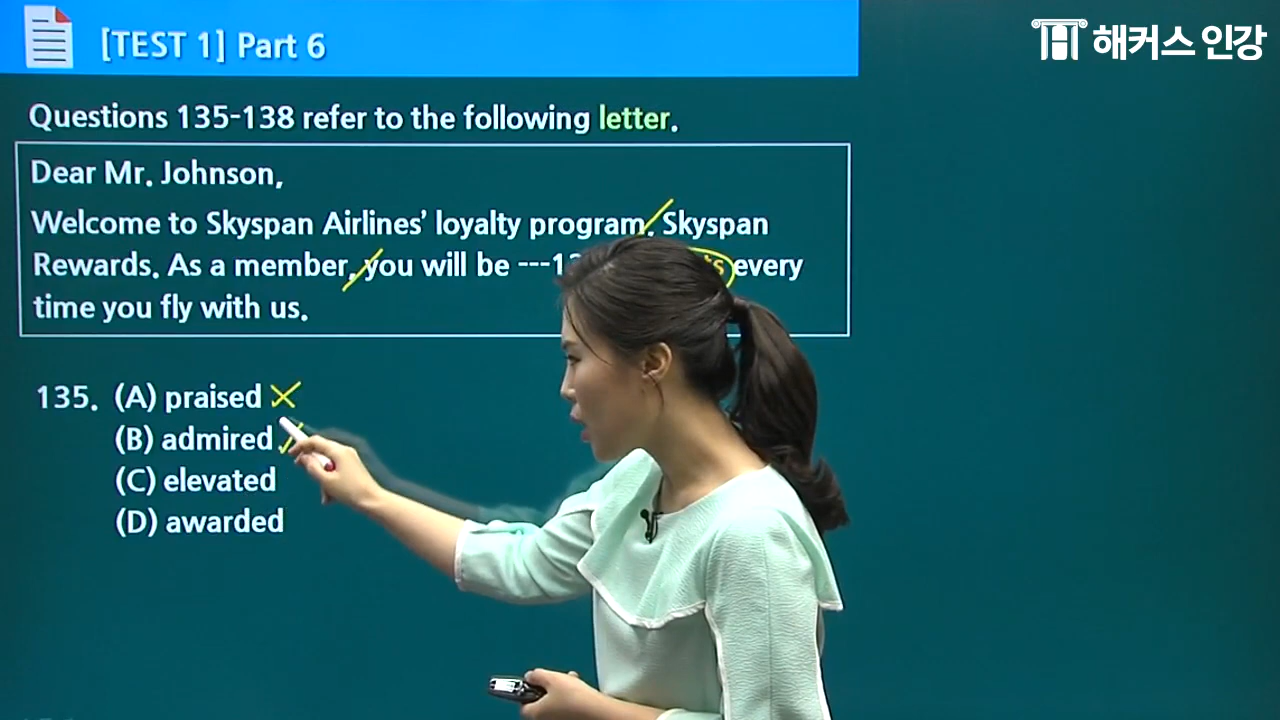 [TEST 1] Part 6
해커스 인강
Questions 135-138 refer to the following letter.
Dear Mr. Johnson,
Welcome to Skyspan Airlines’ loyalty program, Skyspan
Rewards. As a member, you will be ---13 ts every
time you fly with us.
135. (A) praised
(B) admired
(C) elevated
(D) awarded